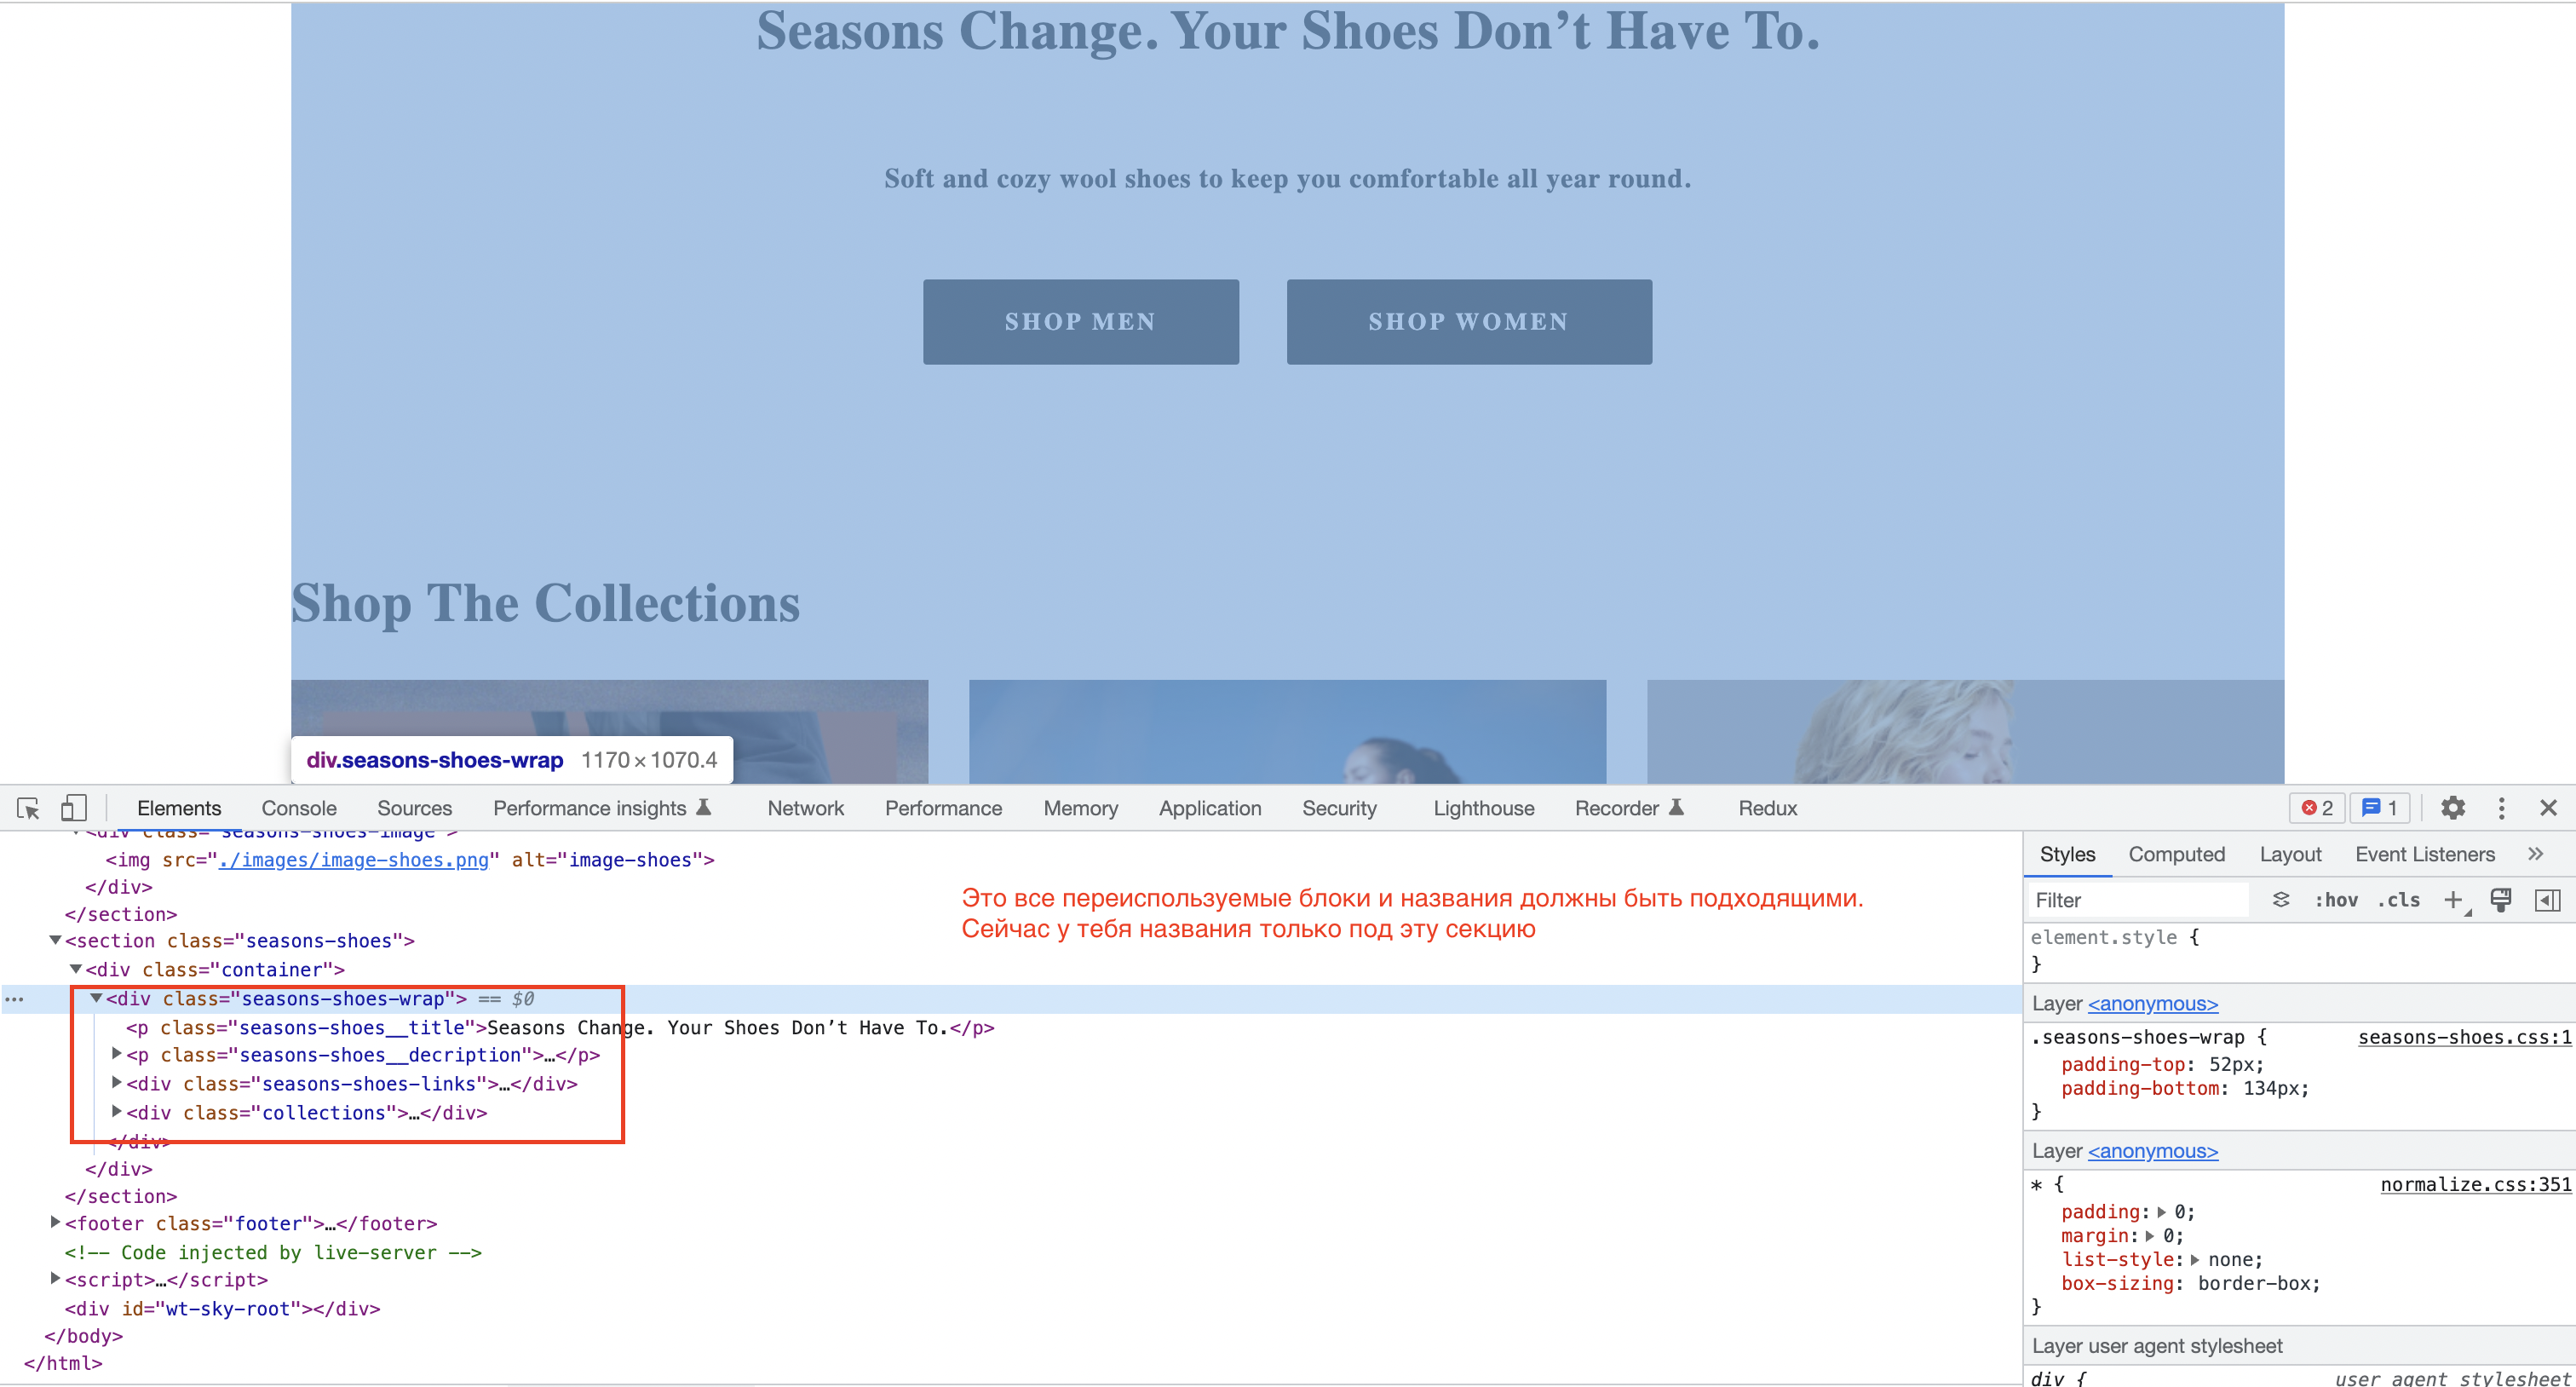 Seasons Change. Your Shoes Don’t Have To.
Soft and cozy wool shoes to keep you comfortable all year round.
SHOP MEN
SHOP WOMEN
Shop The Collections
div.seasons-shoes-wrap 1170 × 1070.4
Elements Console Sources Performance insights Network Performance Memory Application Security Lighthouse Recorder Redux 2 1
<div class="seasons-shoes-image">
<img src="./images/image-shoes.png" alt="image-shoes">
</div>
</section>
<section class="seasons-shoes">
<div class="container">
<div class="seasons-shoes-wrap"> == $0
<p class="seasons-shoes__title">Seasons Change. Your Shoes Don’t Have To.</p>
<p class="seasons-shoes__decription">…</p>
<div class="seasons-shoes-links">…</div>
<div class="collections">…</div>
</div>
</div>
</section>
<footer class="footer">…</footer>
<!-- Code injected by live-server -->
<script>…</script>
<div id="wt-sky-root"></div>
</body>
</html>
Это все переиспользуемые блоки и названия должны быть подходящими.
Сейчас у тебя названия только под эту секцию
Styles Computed Layout Event Listeners
Filter :hov .cls
element.style {
}
Layer <anonymous>
.seasons-shoes-wrap { seasons-shoes.css:1
padding-top: 52px;
padding-bottom: 134px;
}
Layer <anonymous>
* { normalize.css:351
padding: 0;
margin: 0;
list-style: none;
box-sizing: border-box;
}
Layer user agent stylesheet
div { user agent stylesheet